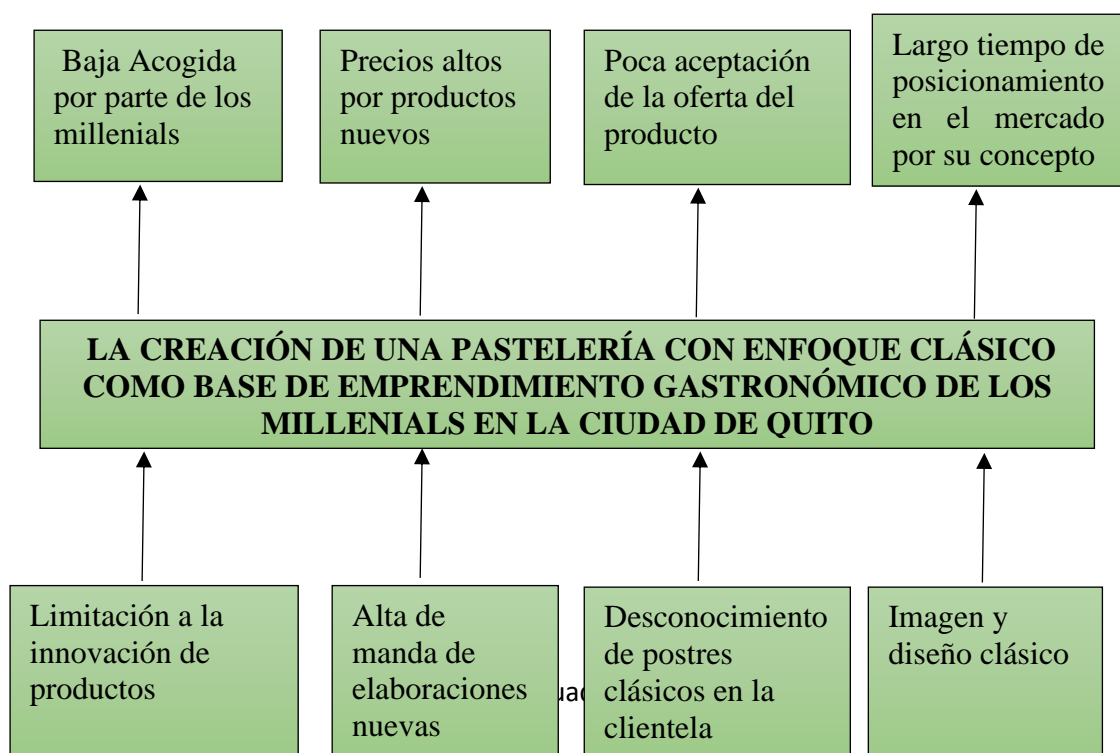 Baja Acogida
por parte de los
millenials
Precios altos
por productos
nuevos
Poca aceptación
de la oferta del
producto
Largo tiempo de
posicionamiento
en el mercado
por su concepto
LA CREACIÓN DE UNA PASTELERÍA CON ENFOQUE CLÁSICO
COMO BASE DE EMPRENDIMIENTO GASTRONÓMICO DE LOS
MILLENIALS EN LA CIUDAD DE QUITO
Limitación a la
innovación de
productos
Alta de
manda de
elaboraciones
nuevas
Desconocimiento
de postres
clásicos en la
clientela
Imagen y
diseño clásico